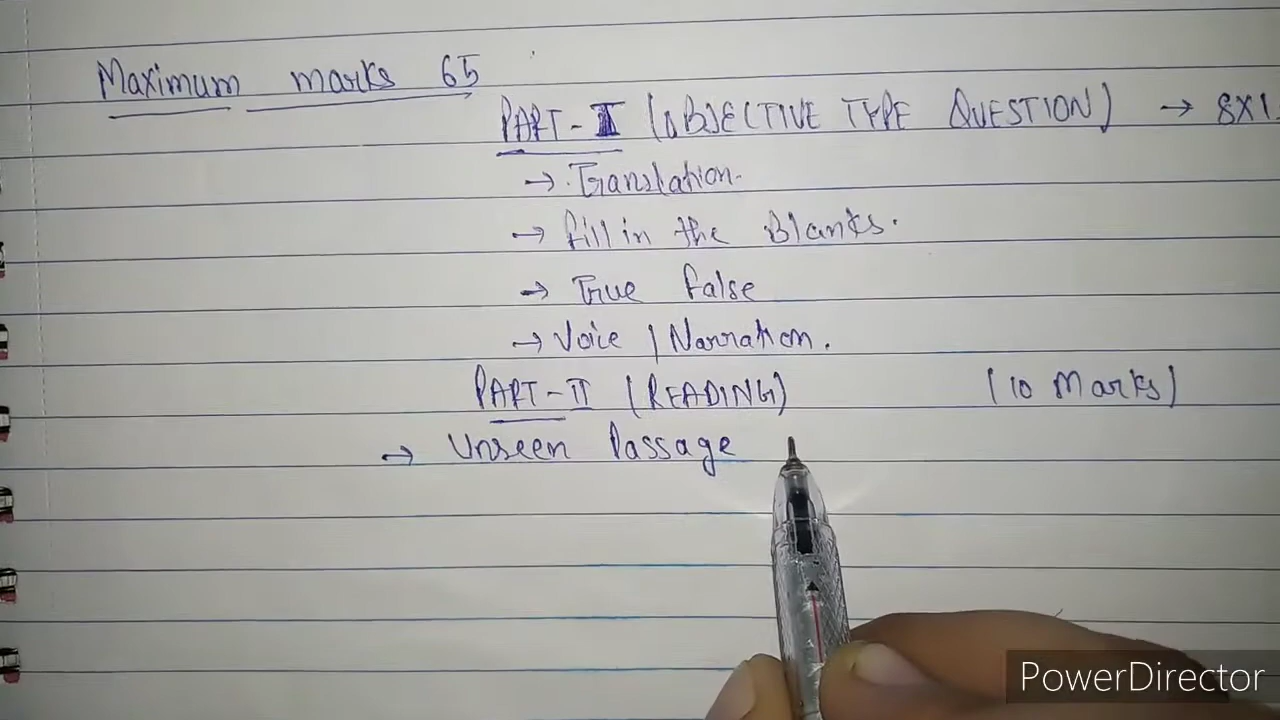 Maximum marks 65
PART-I (OBJECTIVE TYPE QUESTION) → 8X1
→ Translation.
→ fill in the Blanks.
→ True false
→ Voice / Narration.
PART-II (READING) (10 Marks)
→ Unseen Passage
PowerDirector